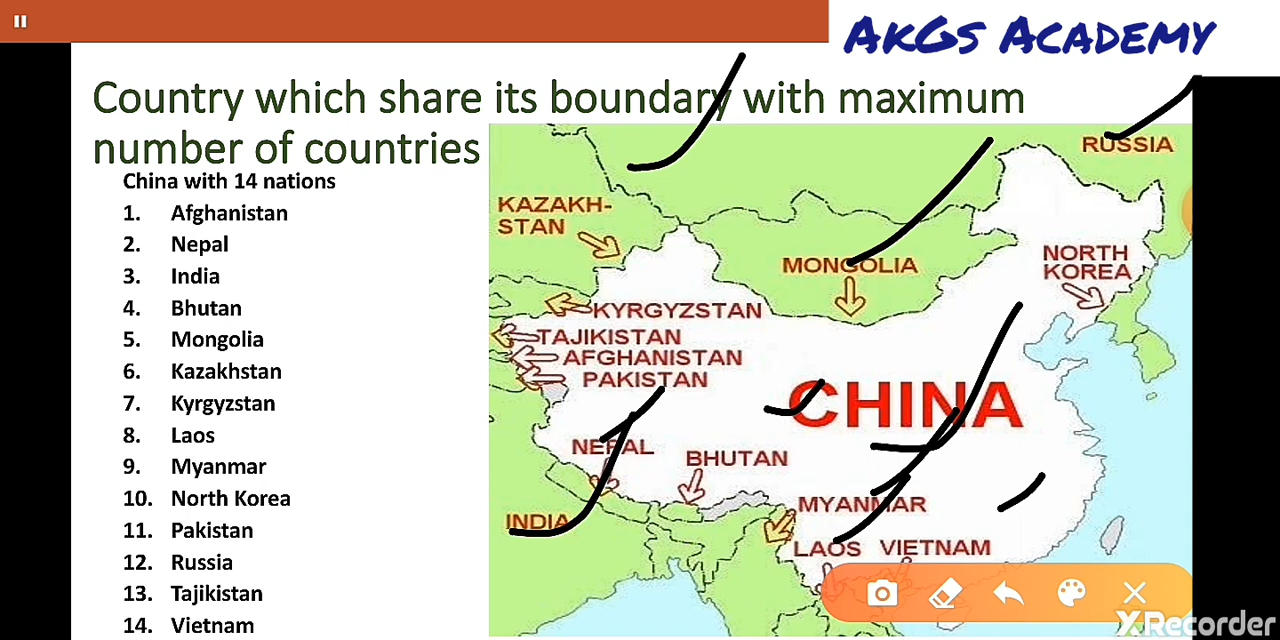 AkGs Academy
Country which share its boundary with maximum
number of countries
China with 14 nations
1. Afghanistan
2. Nepal
3. India
4. Bhutan
5. Mongolia
6. Kazakhstan
7. Kyrgyzstan
8. Laos
9. Myanmar
10. North Korea
11. Pakistan
12. Russia
13. Tajikistan
14. Vietnam
RUSSIA
KAZAKH-
STAN
MONGOLIA
NORTH
KOREA
KYRGYZSTAN
TAJIKISTAN
AFGHANISTAN
PAKISTAN
CHINA
NEPAL
BHUTAN
INDIA
MYANMAR
LAOS
VIETNAM
XRecorder